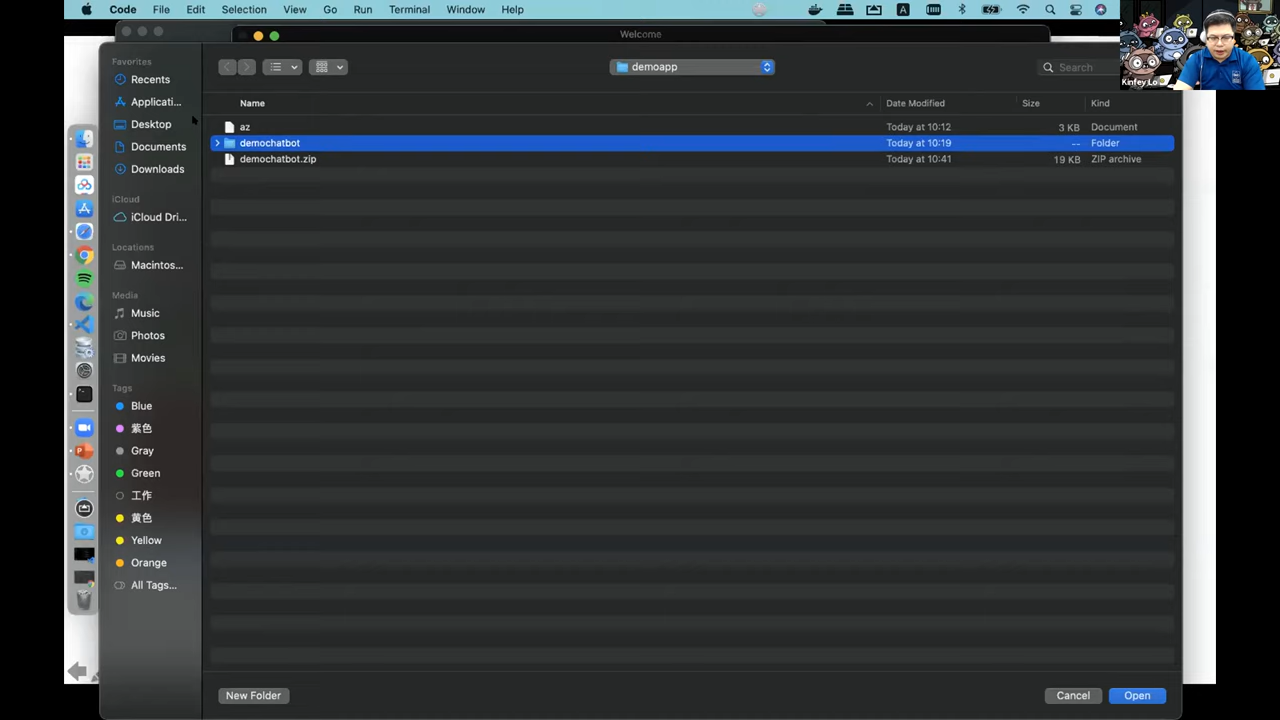 Code File Edit Selection View Go Run Terminal Window Help
Welcome
Kinfey Lo
Favorites
Recents
Applicati...
Desktop
Documents
Downloads
iCloud
iCloud Dri...
Locations
Macintos...
Media
Music
Photos
Movies
Tags
Blue
紫色
Gray
Green
工作
黄色
Yellow
Orange
All Tags...
demoapp
Search
Name Date Modified Size Kind
az Today at 10:12 3 KB Document
demochatbot Today at 10:19 -- Folder
demochatbot.zip Today at 10:41 19 KB ZIP archive
New Folder Cancel Open